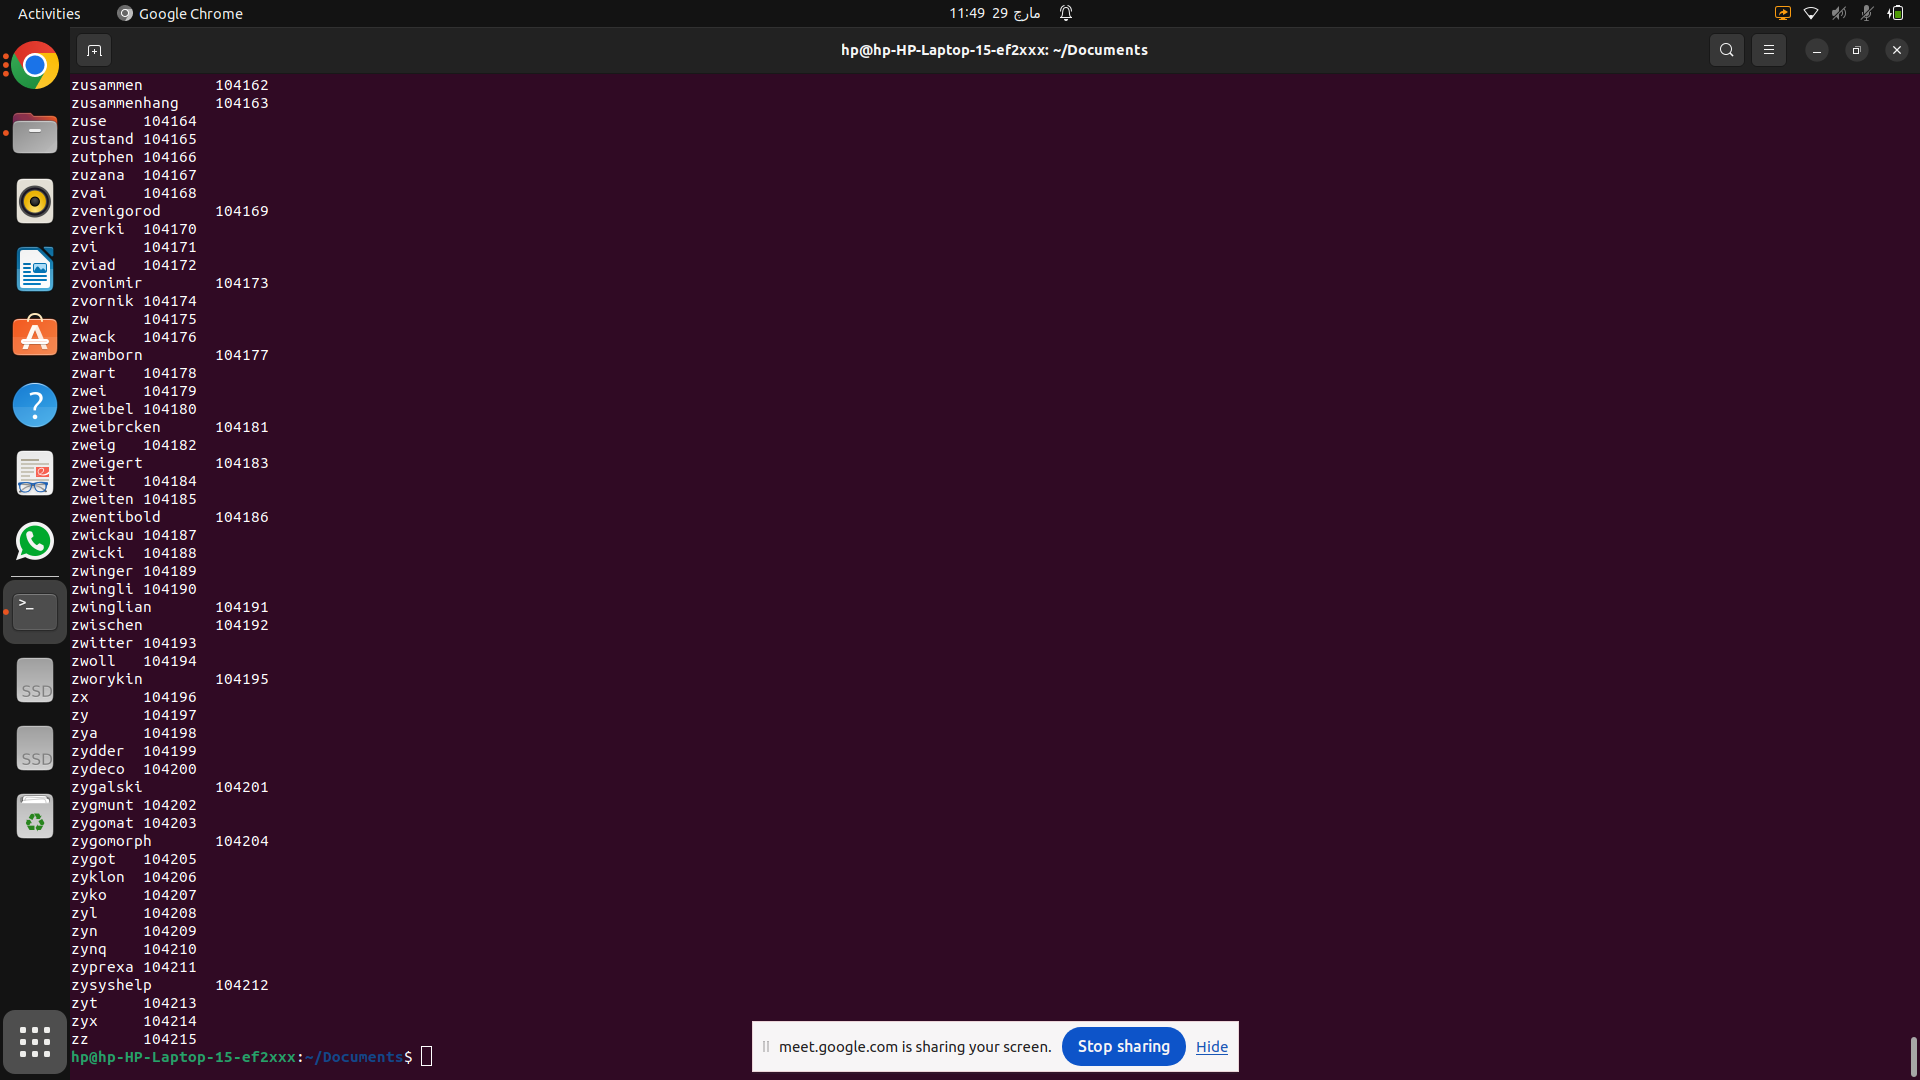 Activities Google Chrome 11:49 29 مارچ
hp@hp-HP-Laptop-15-ef2xxx: ~/Documents
zusammen 104162
zusammenhang 104163
zuse 104164
zustand 104165
zutphen 104166
zuzana 104167
zvai 104168
zvenigorod 104169
zverki 104170
zvi 104171
zviad 104172
zvonimir 104173
zvornik 104174
zw 104175
zwack 104176
zwamborn 104177
zwart 104178
zwei 104179
zweibel 104180
zweibrcken 104181
zweig 104182
zweigert 104183
zweit 104184
zweiten 104185
zwentibold 104186
zwickau 104187
zwicki 104188
zwinger 104189
zwingli 104190
zwinglian 104191
zwischen 104192
zwitter 104193
zwoll 104194
zworykin 104195
zx 104196
zy 104197
zya 104198
zydder 104199
zydeco 104200
zygalski 104201
zygmunt 104202
zygomat 104203
zygomorph 104204
zygot 104205
zyklon 104206
zyko 104207
zyl 104208
zyn 104209
zynq 104210
zyprexa 104211
zysyshelp 104212
zyt 104213
zyx 104214
zz 104215
hp@hp-HP-Laptop-15-ef2xxx:~/Documents$
SSD
SSD
meet.google.com is sharing your screen. Stop sharing Hide